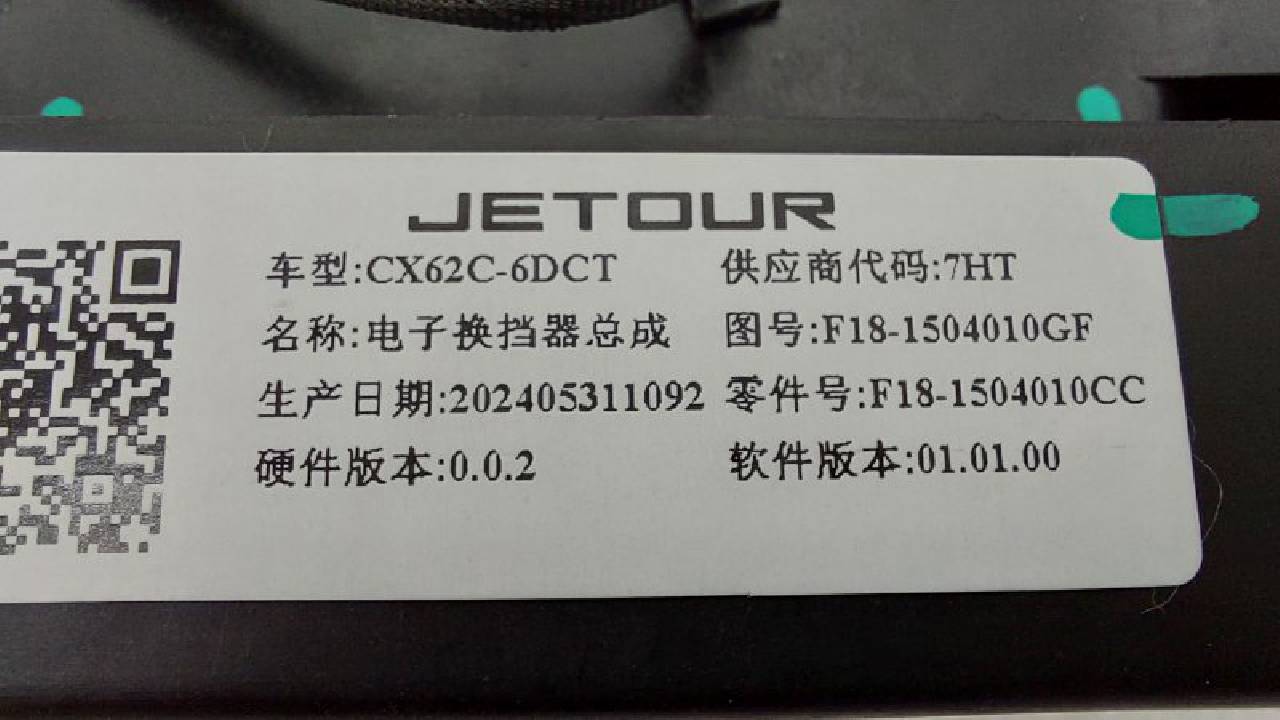 JETOUR
车型:CX62C-6DCT 供应商代码:7HT
名称:电子换挡器总成 图号:F18-1504010GF
生产日期:202405311092 零件号:F18-1504010CC
硬件版本:0.0.2 软件版本:01.01.00